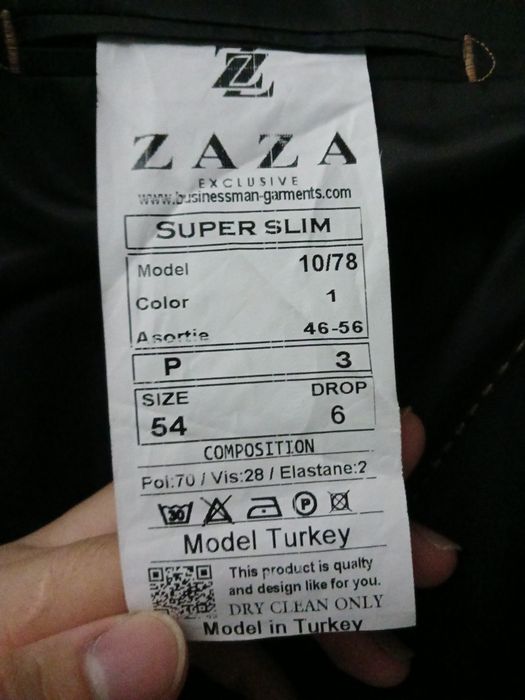 Z
ZAZA
EXCLUSIVE
www.businessman-garments.com
SUPER SLIM
Model 10/78
Color 1
Asortie 46-56
P 3
SIZE DROP
54 6
COMPOSITION
Pol:70 / Vis:28 / Elastane:2
30 P
Model Turkey
This product is qualty
and design like for you.
DRY CLEAN ONLY
Model in Turkey